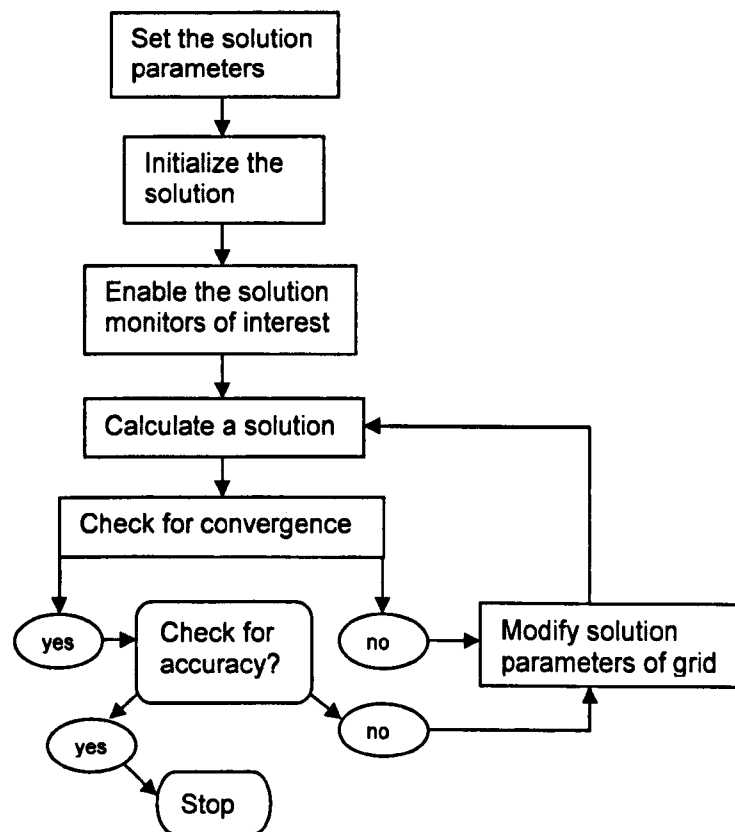 Set the solution
parameters
Initialize the
solution
Enable the solution
monitors of interest
Calculate a solution
Check for convergence
yes
Check for
accuracy?
no
Modify solution
parameters of grid
yes
no
Stop